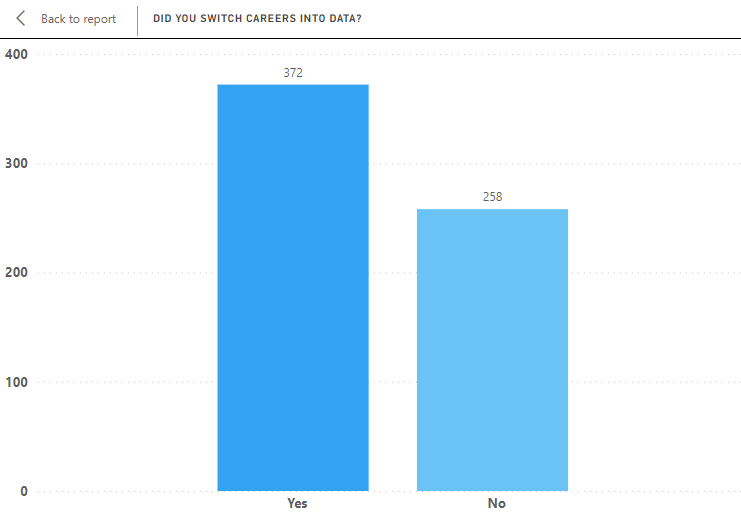 Back to report
DID YOU SWITCH CAREERS INTO DATA?
400
372
300
258
200
100
0
Yes
No